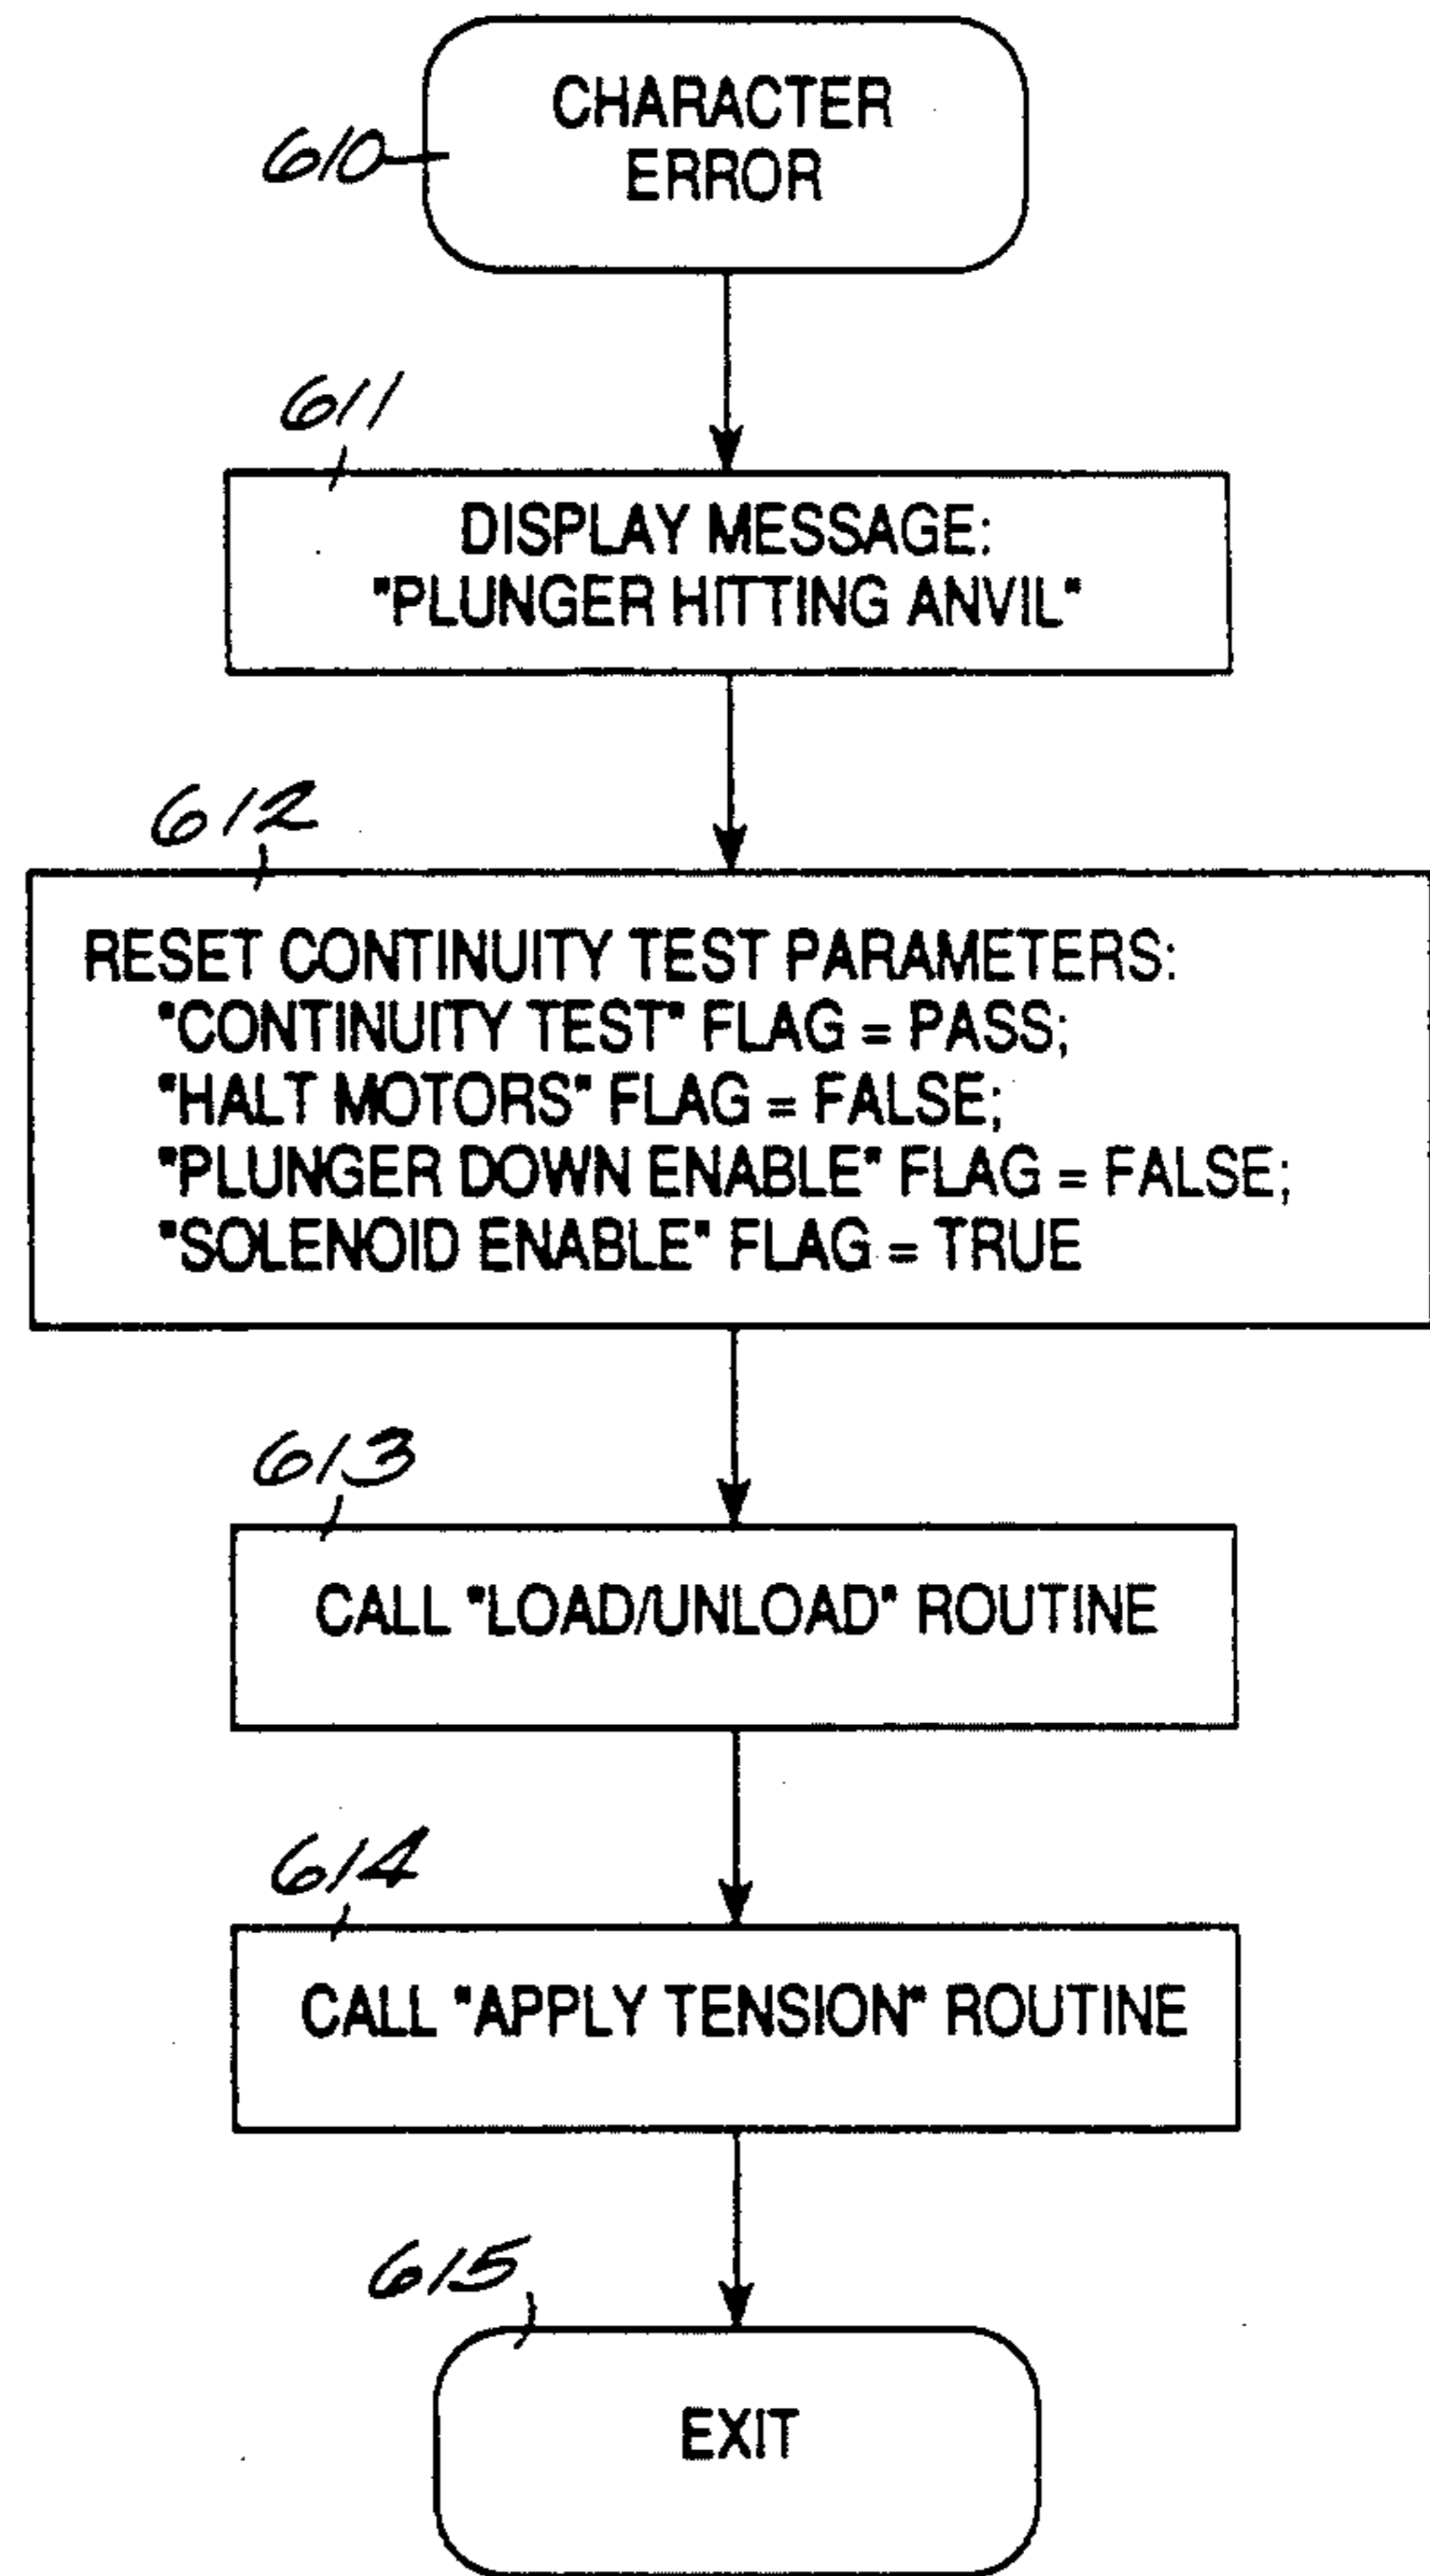 CHARACTER
610 ERROR
611
DISPLAY MESSAGE:
"PLUNGER HITTING ANVIL"
612
RESET CONTINUITY TEST PARAMETERS:
"CONTINUITY TEST" FLAG = PASS;
"HALT MOTORS" FLAG = FALSE;
"PLUNGER DOWN ENABLE" FLAG = FALSE;
"SOLENOID ENABLE" FLAG = TRUE
613
CALL "LOAD/UNLOAD" ROUTINE
614
CALL "APPLY TENSION" ROUTINE
615
EXIT